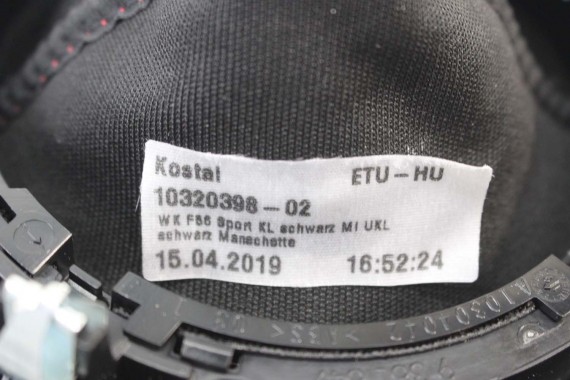 Kostal ETU-HU
10320398-02
WK F56 Sport KL schwarz MI UKL
schwarz Manschette
15.04.2019 16:52:24